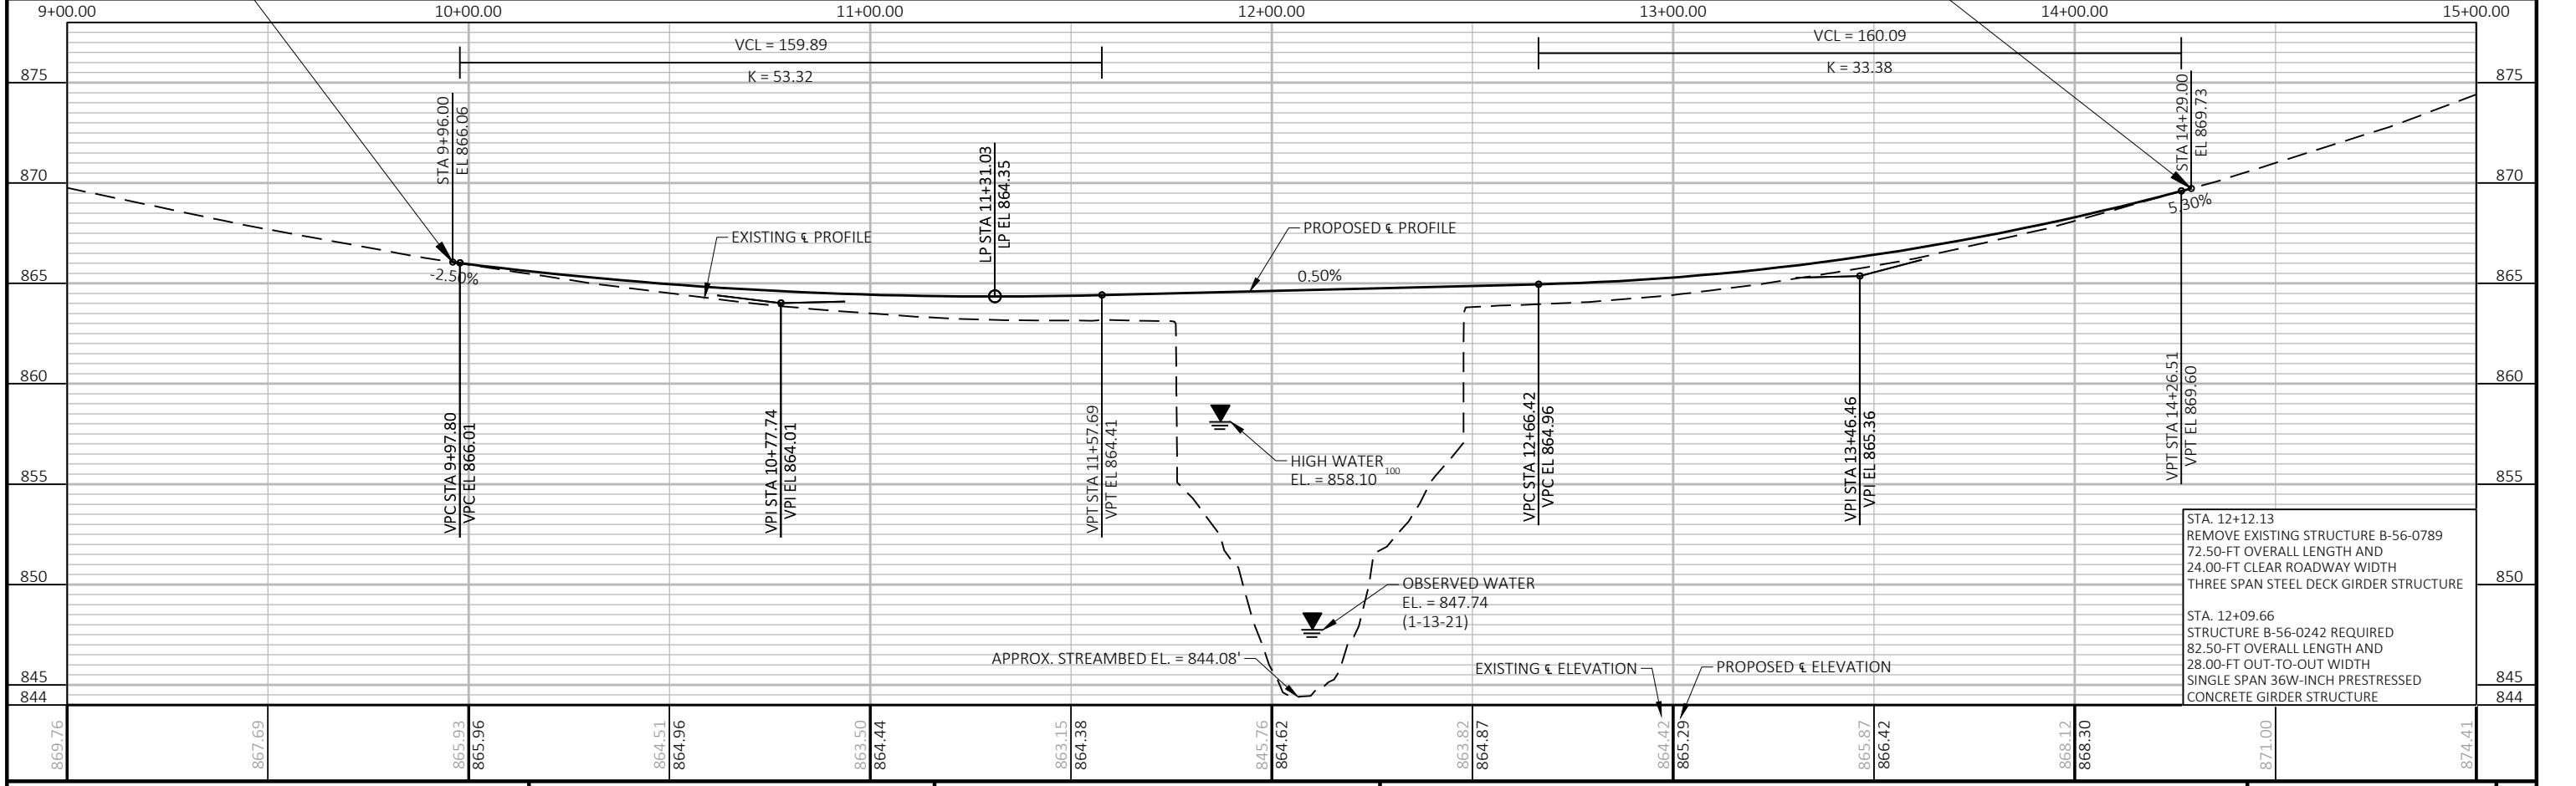 9+00.00 10+00.00 11+00.00 12+00.00 13+00.00 14+00.00 15+00.00
VCL = 159.89
K = 53.32
VCL = 160.09
K = 33.38
875 875
870 870
865 865
860 860
855 855
850 850
845 845
844 844
STA 9+96.00
EL 866.06
-2.50%
VPC STA 9+97.80
VPC EL 866.01
EXISTING ℄ PROFILE
VPI STA 10+77.74
VPI EL 864.01
LP STA 11+31.03
LP EL 864.35
VPT STA 11+57.69
VPT EL 864.41
PROPOSED ℄ PROFILE
0.50%
HIGH WATER 100
EL. = 858.10
OBSERVED WATER
EL. = 847.74
(1-13-21)
APPROX. STREAMBED EL. = 844.08'
VPC STA 12+66.42
VPC EL 864.96
VPI STA 13+46.46
VPI EL 865.36
STA 14+29.00
EL 869.73
5.30%
VPT STA 14+26.51
VPT EL 869.60
EXISTING ℄ ELEVATION
PROPOSED ℄ ELEVATION
STA. 12+12.13
REMOVE EXISTING STRUCTURE B-56-0789
72.50-FT OVERALL LENGTH AND
24.00-FT CLEAR ROADWAY WIDTH
THREE SPAN STEEL DECK GIRDER STRUCTURE
STA. 12+09.66
STRUCTURE B-56-0242 REQUIRED
82.50-FT OVERALL LENGTH AND
28.00-FT OUT-TO-OUT WIDTH
SINGLE SPAN 36W-INCH PRESTRESSED
CONCRETE GIRDER STRUCTURE
869.76
867.69
865.93
865.96
864.51
864.96
863.50
864.44
863.15
864.38
845.76
864.62
863.82
864.87
864.42
865.29
865.87
866.42
868.12
868.30
871.00
874.41